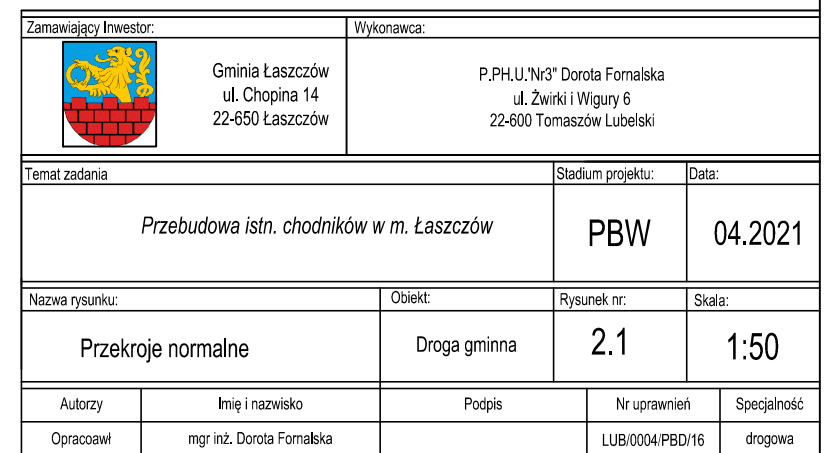 Zamawiający Inwestor:
Wykonawca:
Gminia Łaszczów
ul. Chopina 14
22-650 Łaszczów
P.PH.U.'Nr3" Dorota Fornalska
ul. Żwirki i Wigury 6
22-600 Tomaszów Lubelski
Temat zadania
Stadium projektu:
Data:
Przebudowa istn. chodników w m. Łaszczów
PBW
04.2021
Nazwa rysunku:
Obiekt:
Rysunek nr:
Skala:
Przekroje normalne
Droga gminna
2.1
1:50
Autorzy
Imię i nazwisko
Podpis
Nr uprawnień
Specjalność
Opracoawł
mgr inż. Dorota Fornalska
LUB/0004/PBD/16
drogowa